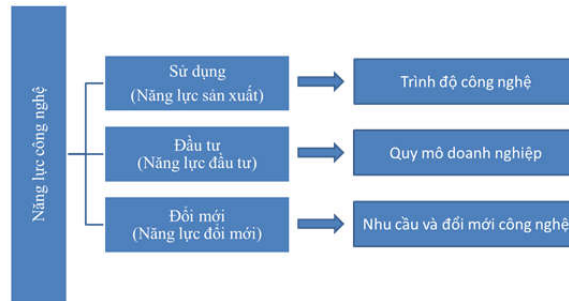 Năng lực công nghệ
Sử dụng
(Năng lực sản xuất)
Trình độ công nghệ
Đầu tư
(Năng lực đầu tư)
Quy mô doanh nghiệp
Đổi mới
(Năng lực đổi mới)
Nhu cầu và đổi mới công nghệ